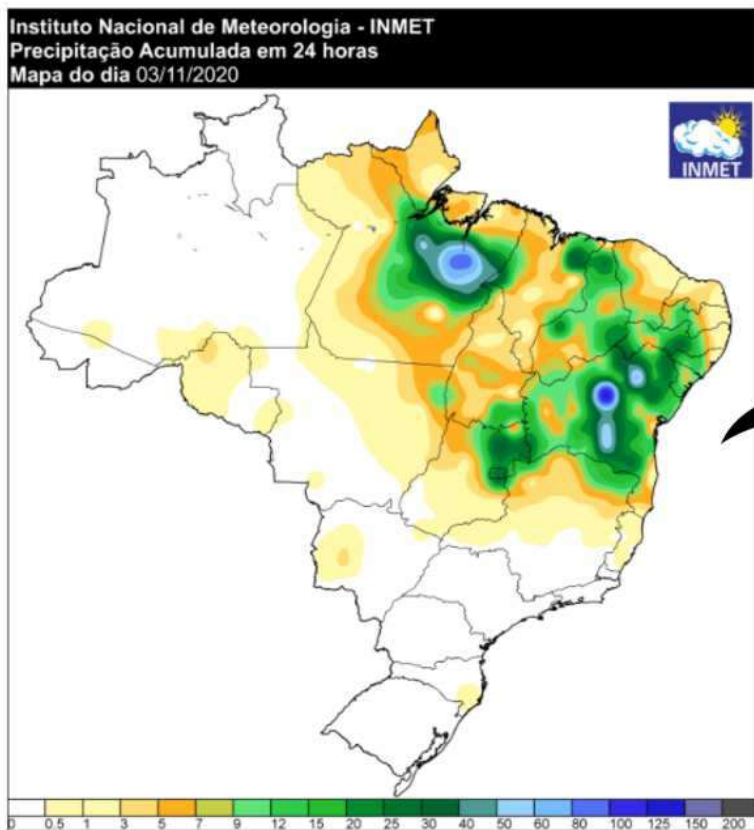 Instituto Nacional de Meteorologia - INMET
Precipitação Acumulada em 24 horas
Mapa do dia 03/11/2020
INMET
0 0.5 1 3 5 7 9 12 15 20 25 30 40 50 60 80 100 125 150 200